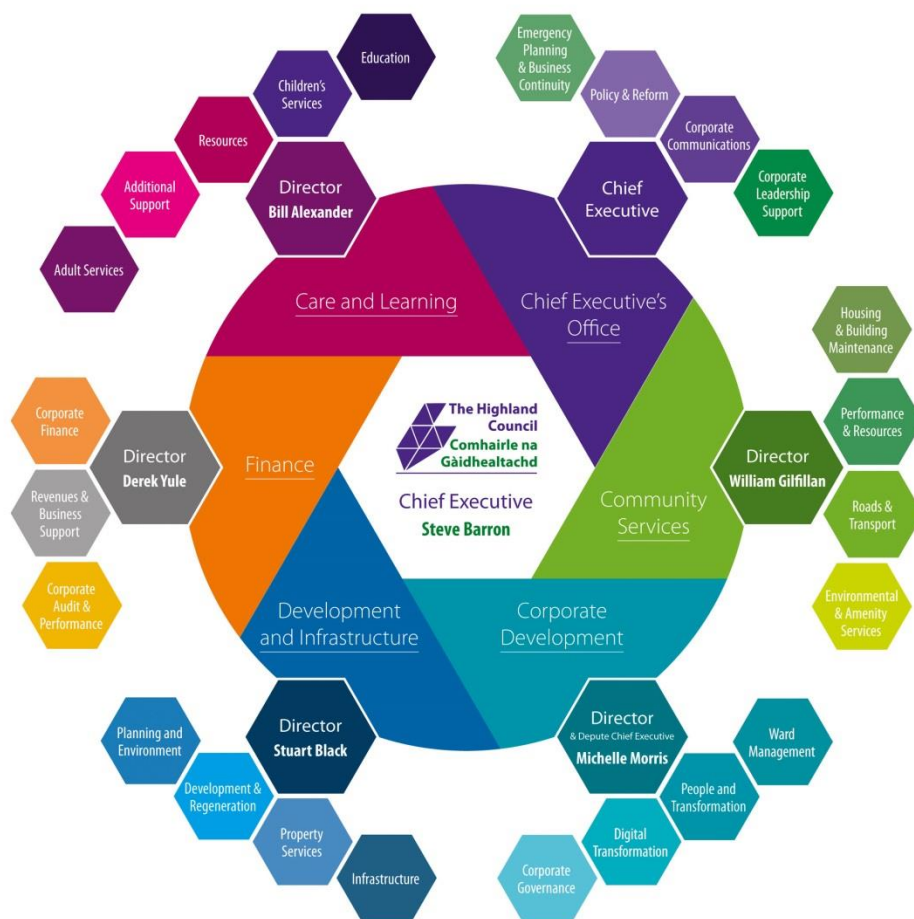 Education
Children's
Services
Resources
Additional
Support
Adult Services
Director
Bill Alexander
Care and Learning
Emergency
Planning
& Business
Continuity
Policy & Reform
Corporate
Communications
Corporate
Leadership
Support
Chief
Executive
Chief Executive's
Office
Housing
& Building
Maintenance
Performance
& Resources
Roads &
Transport
Environmental
& Amenity
Services
Director
William Gilfillan
Community
Services
The Highland
Council
Comhairle na
Gàidhealtachd
Chief Executive
Steve Barron
Corporate
Finance
Revenues &
Business
Support
Corporate
Audit &
Performance
Director
Derek Yule
Finance
Development
and Infrastructure
Director
Stuart Black
Planning and
Environment
Development &
Regeneration
Property
Services
Infrastructure
Corporate
Development
Director
& Depute Chief Executive
Michelle Morris
Ward
Management
People and
Transformation
Digital
Transformation
Corporate
Governance